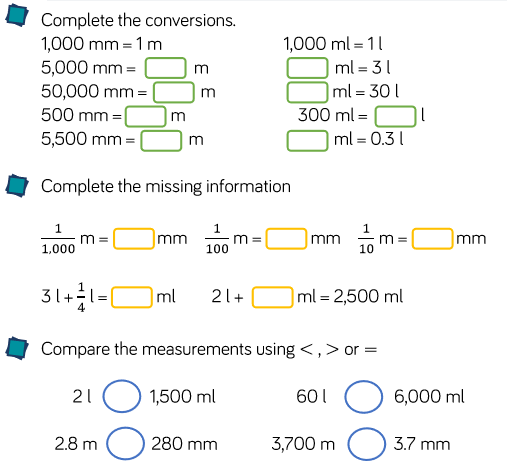 Complete the conversions.
1,000 mm = 1 m
5,000 mm = m
50,000 mm = m
500 mm = m
5,500 mm = m
1,000 ml = 1 l
ml = 3 l
ml = 30 l
300 ml = l
ml = 0.3 l
Complete the missing information
1/1,000 m = mm 1/100 m = mm 1/10 m = mm
3 l + 1/4 l = ml 2 l + ml = 2,500 ml
Compare the measurements using < , > or =
2 l 1,500 ml 60 l 6,000 ml
2.8 m 280 mm 3,700 m 3.7 mm